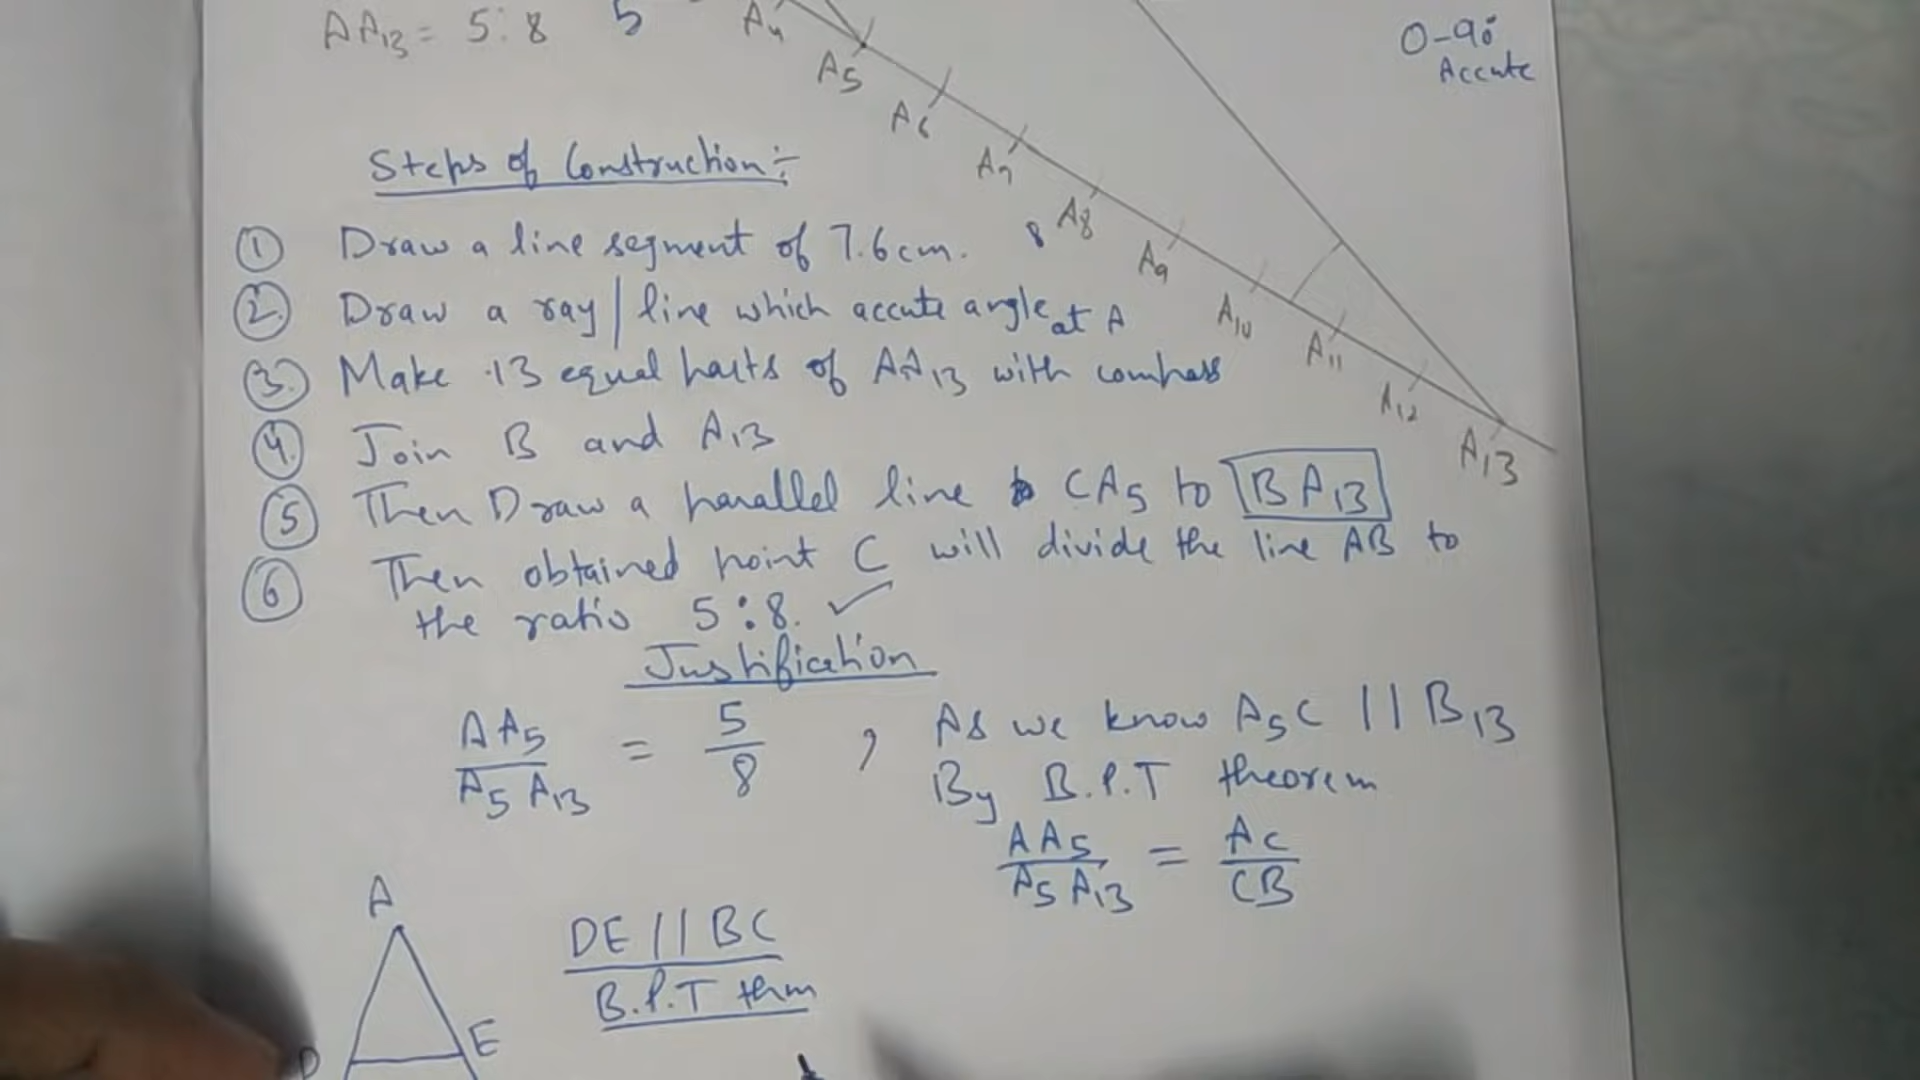 AA13 = 5:8
5
0-90°
Accute
A4
A5
A6
A7
8 A8
A9
A10
A11
A12
A13
Steps of Construction:-
1 Draw a line segment of 7.6cm.
2. Draw a ray/line which accute angle at A
3. Make 13 equal parts of AA13 with compass
4. Join B and A13
5 Then Draw a parallel line to CA5 to BA13
6 Then obtained point C will divide the line AB to
the ratio 5:8. ✓
Justification
AA5/A5A13 = 5/8 , As we know A5C || B13
By B.P.T theorem
AA5/A5A13 = AC/CB
A
DE || BC
B.P.T thm
D E